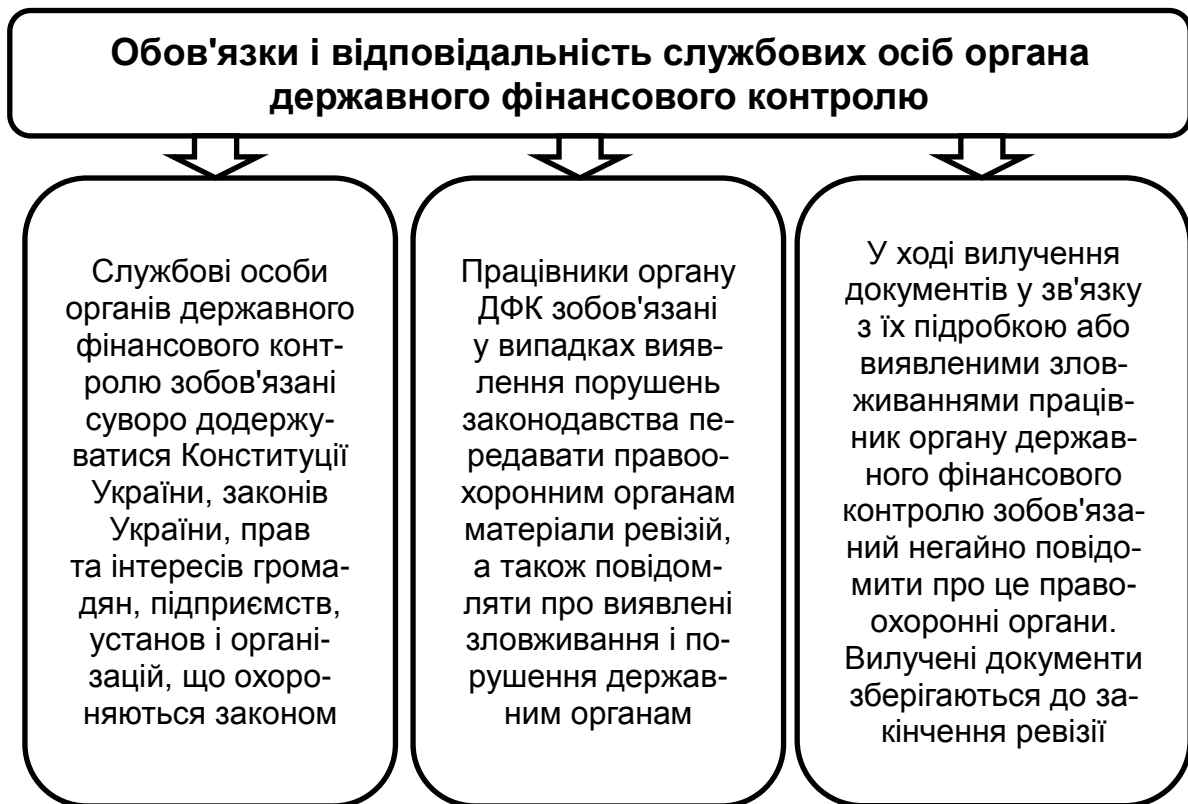 Обов'язки і відповідальність службових осіб органа
державного фінансового контролю
Службові особи
органів державного
фінансового конт-
ролю зобов'язані
суворо додержу-
ватися Конституції
України, законів
України, прав
та інтересів грома-
дян, підприємств,
установ і органі-
зацій, що охоро-
няються законом
Працівники органу
ДФК зобов'язані
у випадках вияв-
лення порушень
законодавства пе-
редавати правоо-
хоронним органам
матеріали ревізій,
а також повідом-
ляти про виявлені
зловживання і по-
рушення держав-
ним органам
У ході вилучення
документів у зв'язку
з їх підробкою або
виявленими злов-
живаннями праців-
ник органу держав-
ного фінансового
контролю зобов'яза-
ний негайно повідо-
мити про це право-
охоронні органи.
Вилучені документи
зберігаються до за-
кінчення ревізії